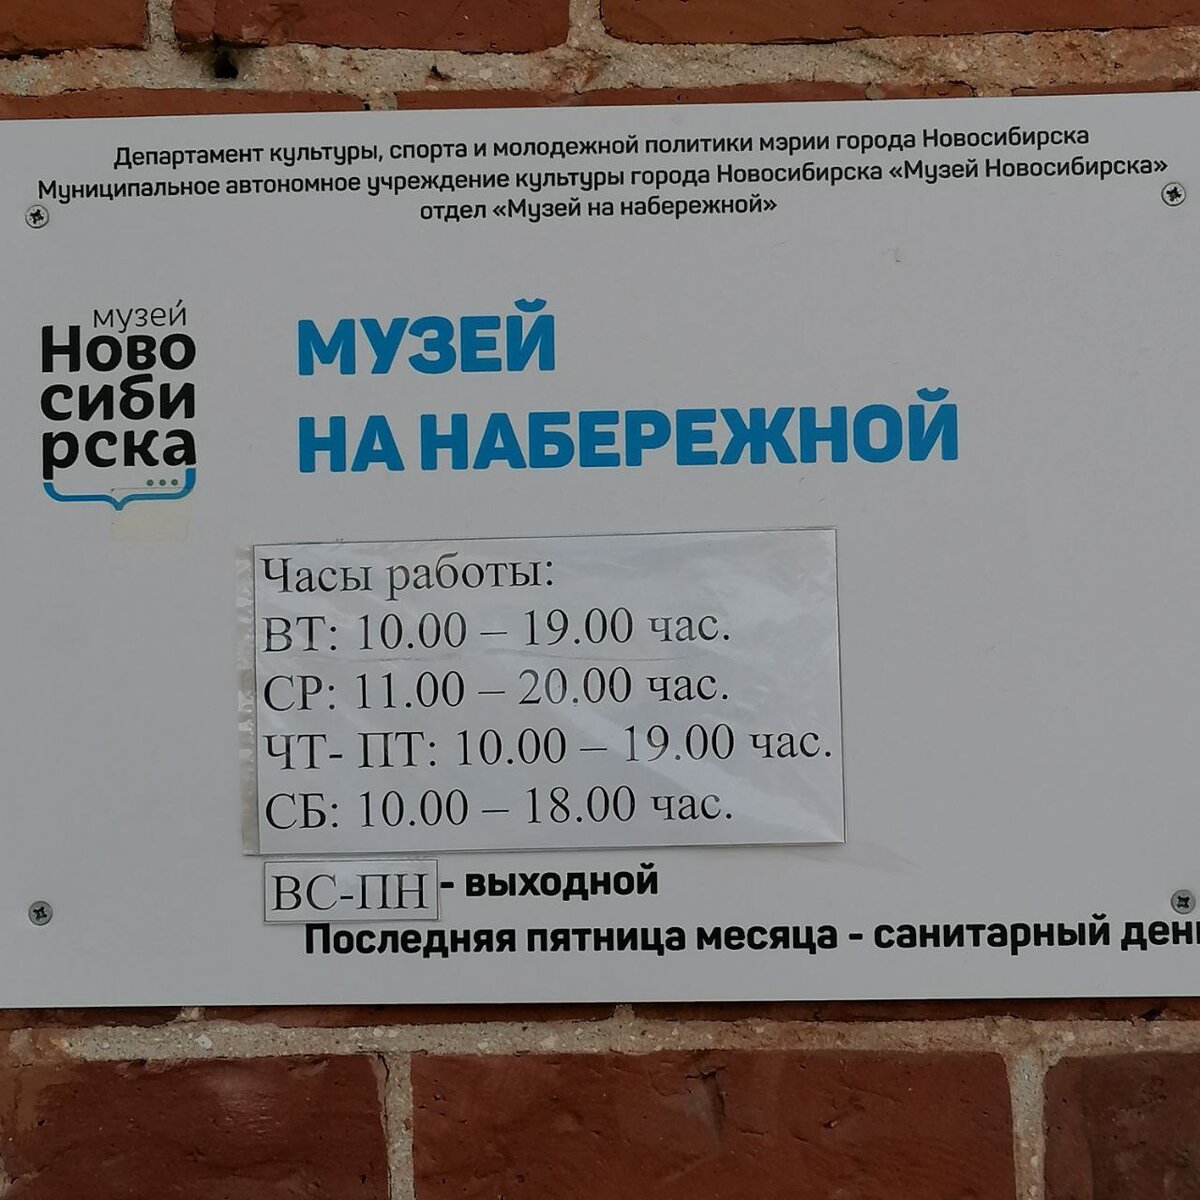 Департамент культуры, спорта и молодежной политики мэрии города Новосибирска
Муниципальное автономное учреждение культуры города Новосибирска «Музей Новосибирска»
отдел «Музей на набережной»
музей
Ново
сиби
рска
МУЗЕЙ
НА НАБЕРЕЖНОЙ
Часы работы:
ВТ: 10.00 – 19.00 час.
СР: 11.00 – 20.00 час.
ЧТ- ПТ: 10.00 – 19.00 час.
СБ: 10.00 – 18.00 час.
ВС-ПН - выходной
Последняя пятница месяца - санитарный ден